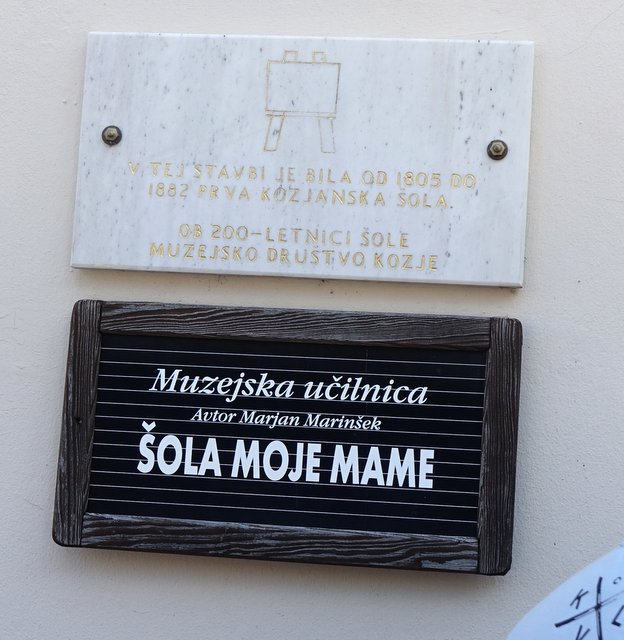 V TEJ STAVBI JE BILA OD 1805 DO
1882 PRVA KOZJANSKA ŠOLA.
OB 200-LETNICI ŠOLE
MUZEJSKO DRUŠTVO KOZJE
Muzejska učilnica
Avtor Marjan Marinšek
ŠOLA MOJE MAME